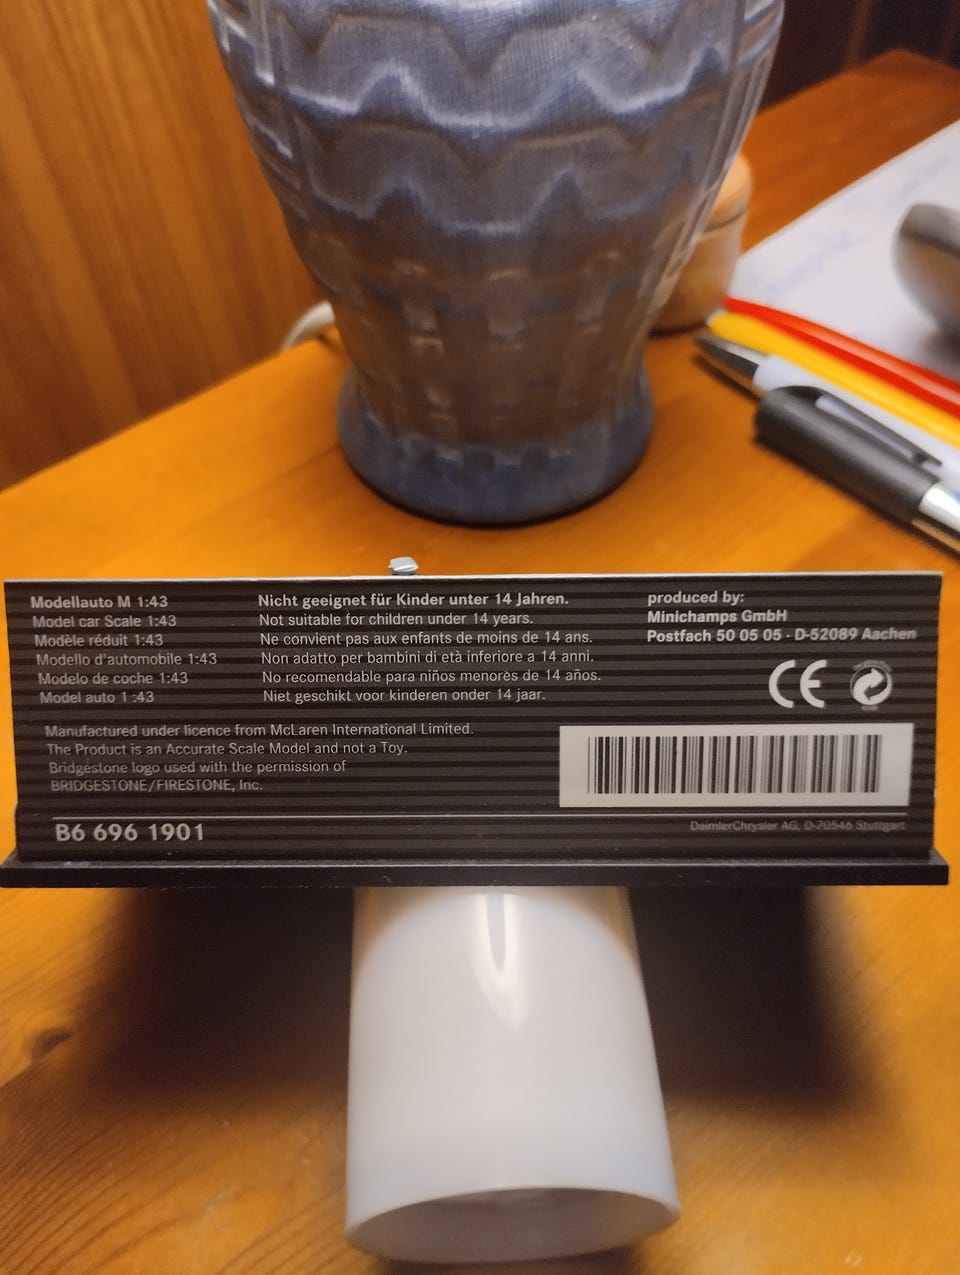 Modellauto M 1:43
Model car Scale 1:43
Modèle réduit 1:43
Modello d'automobile 1:43
Modelo de coche 1:43
Model auto 1 :43
Nicht geeignet für Kinder unter 14 Jahren.
Not suitable for children under 14 years.
Ne convient pas aux enfants de moins de 14 ans.
Non adatto per bambini di età inferiore a 14 anni.
No recomendable para niños menorès de 14 años.
Niet geschikt voor kinderen onder 14 jaar.
produced by:
Minichamps GmbH
Postfach 50 05 05 · D-52089 Aachen
CE
Manufactured under licence from McLaren International Limited.
The Product is an Accurate Scale Model and not a Toy.
Bridgestone logo used with the permission of
BRIDGESTONE/FIRESTONE, Inc.
B6 696 1901
DaimlerChrysler AG, D-70546 Stuttgart